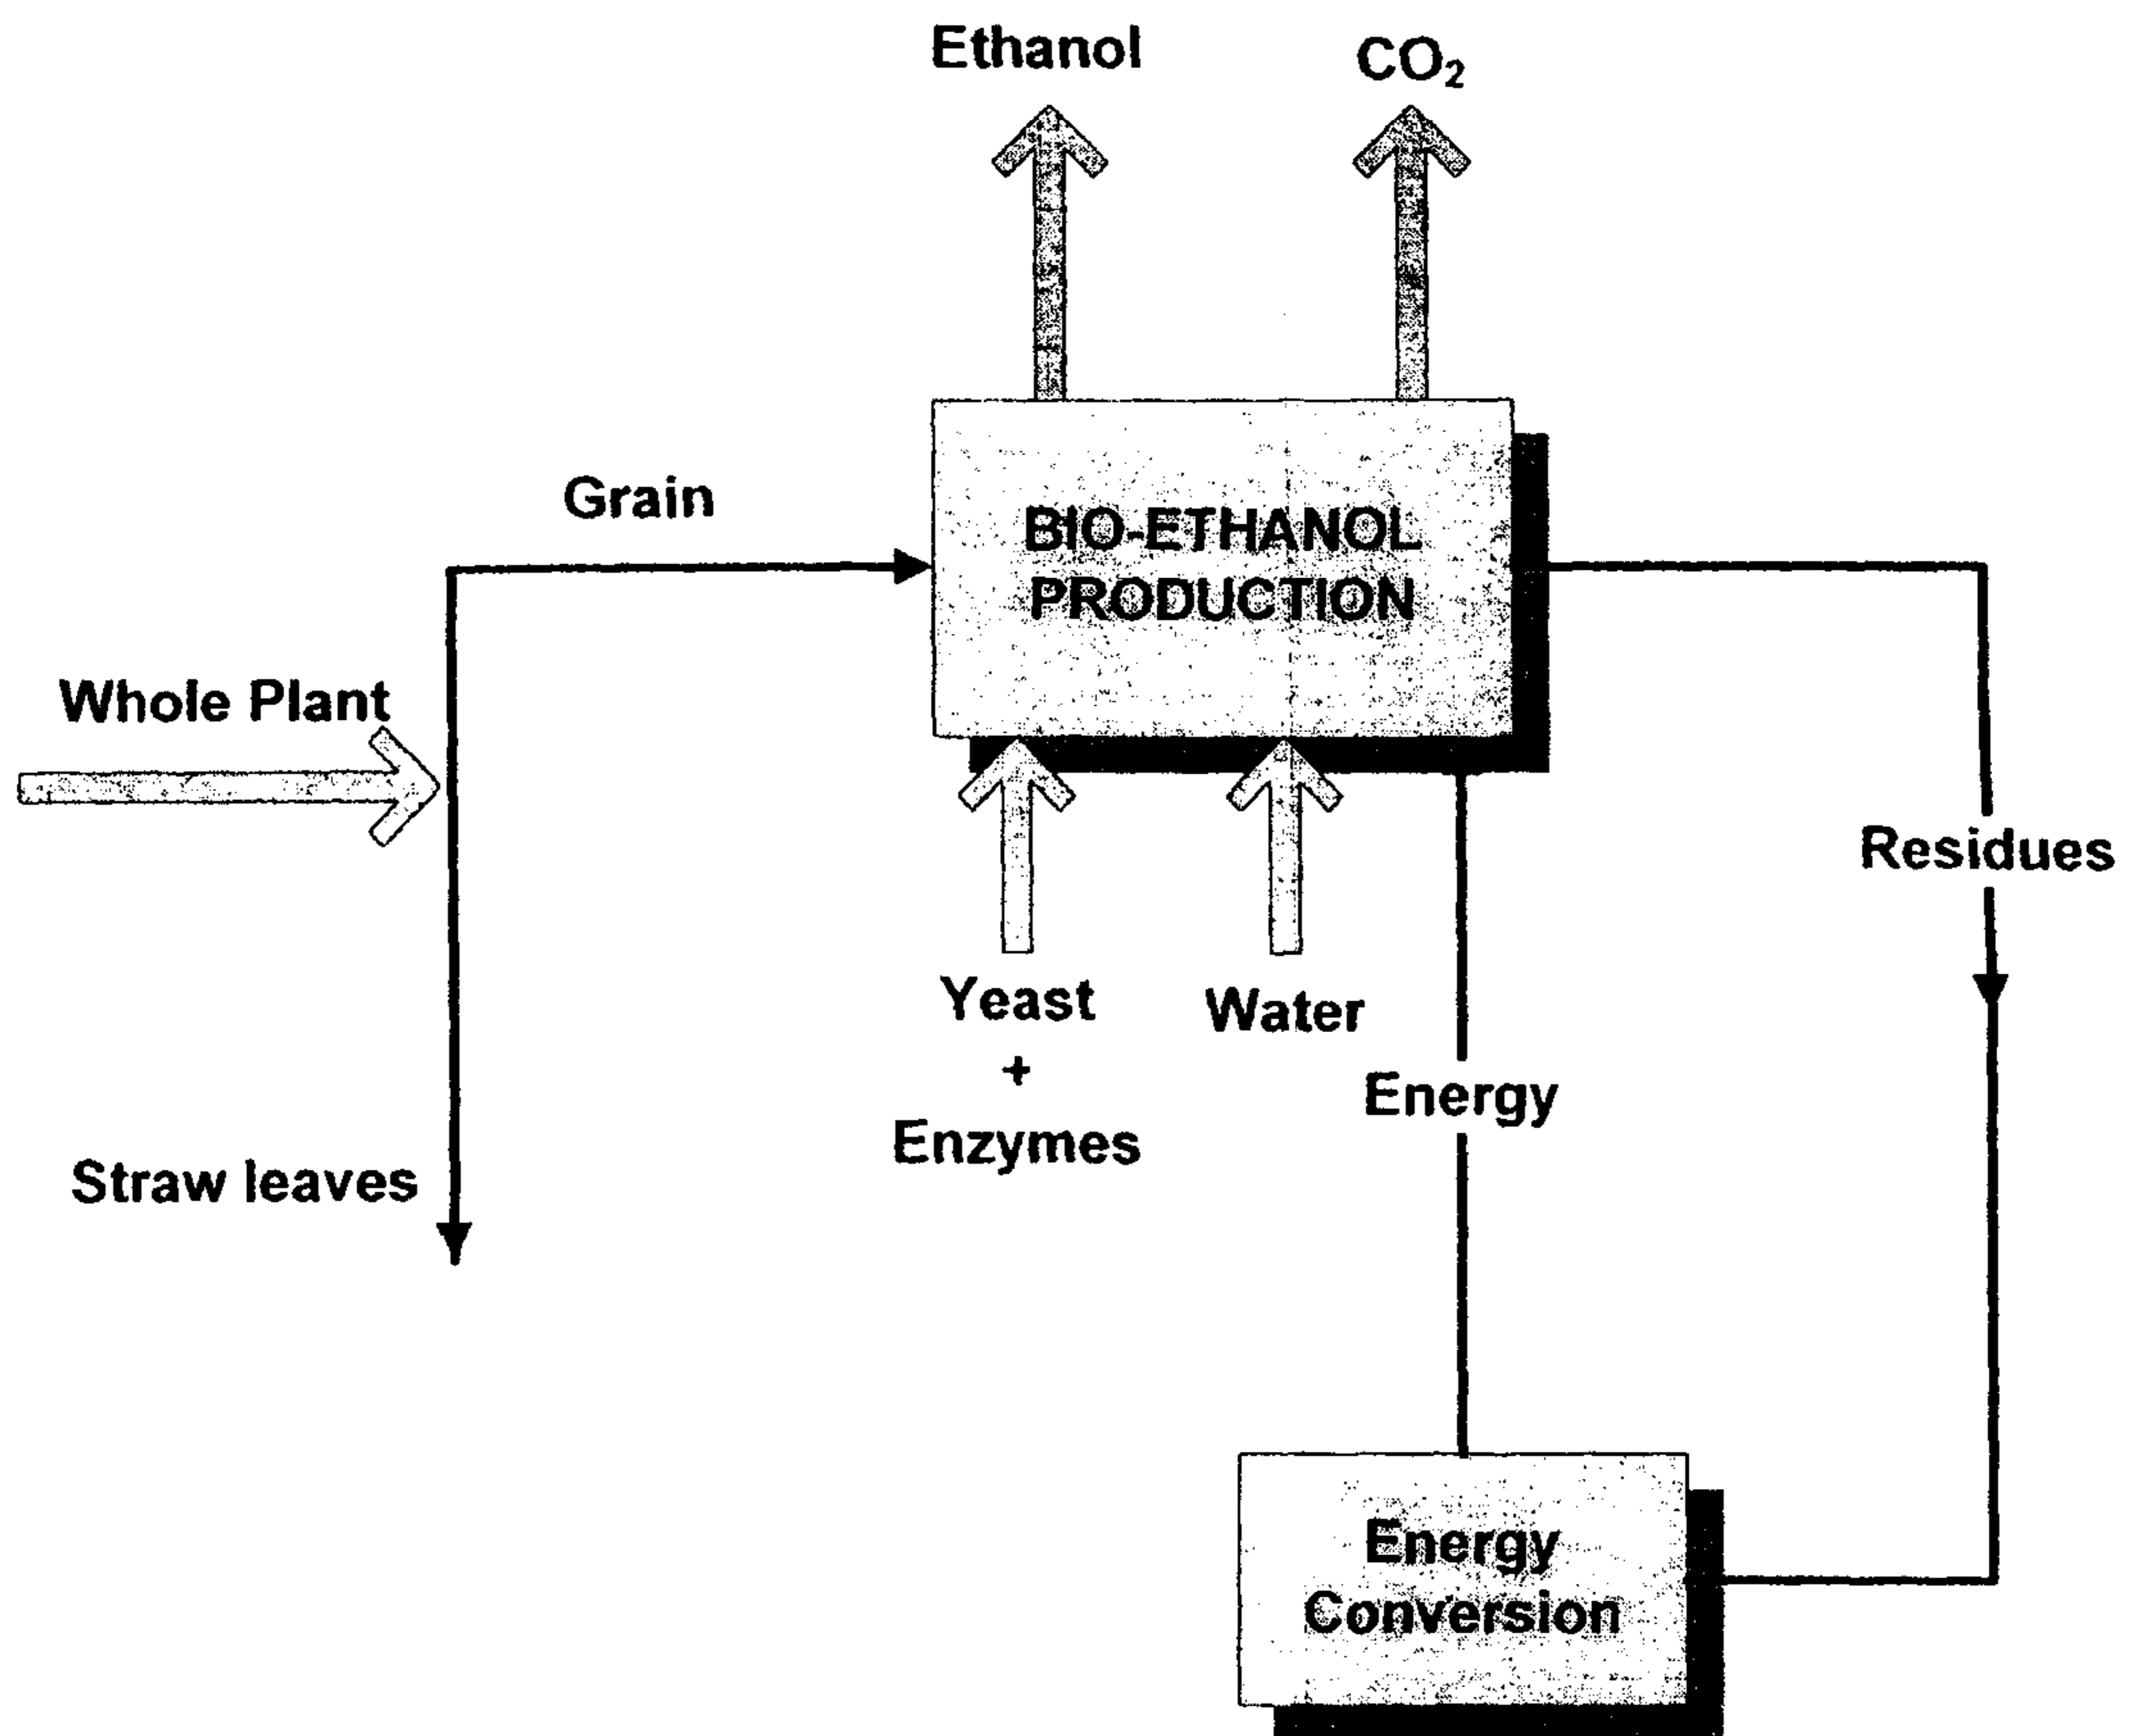 Ethanol
CO₂
Grain
BIO-ETHANOL
PRODUCTION
Whole Plant
Residues
Yeast
+
Enzymes
Water
Energy
Straw leaves
Energy
Conversion